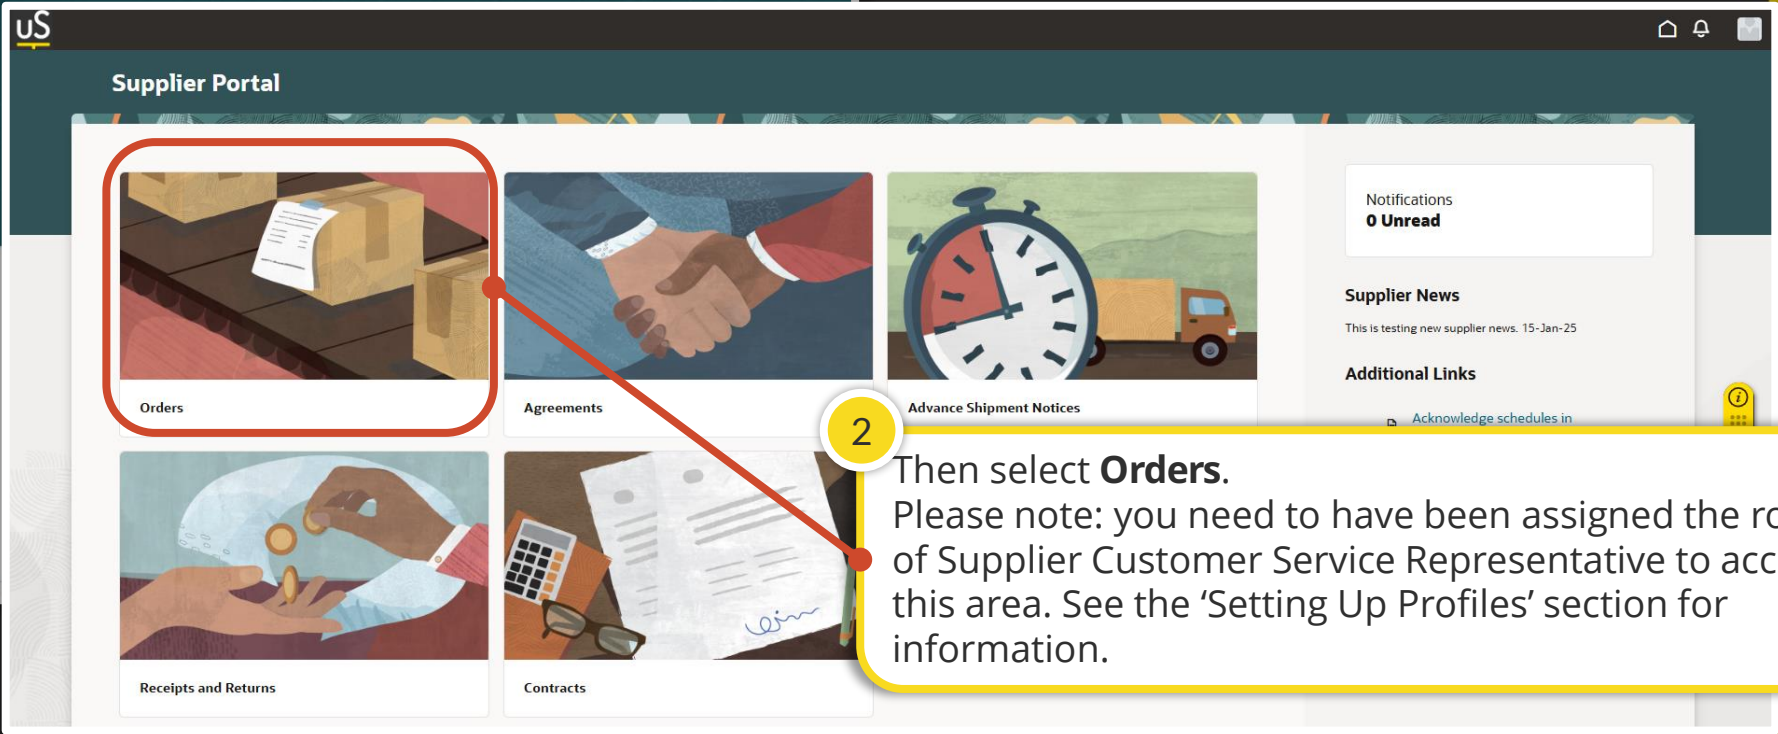 uS
Supplier Portal
Notifications
0 Unread
Supplier News
This is testing new supplier news. 15-Jan-25
Additional Links
Acknowledge schedules in
Orders
Agreements
Advance Shipment Notices
2
Then select Orders.
Please note: you need to have been assigned the
of Supplier Customer Service Representative to
this area. See the ‘Setting Up Profiles’ section for
information.
Receipts and Returns
Contracts